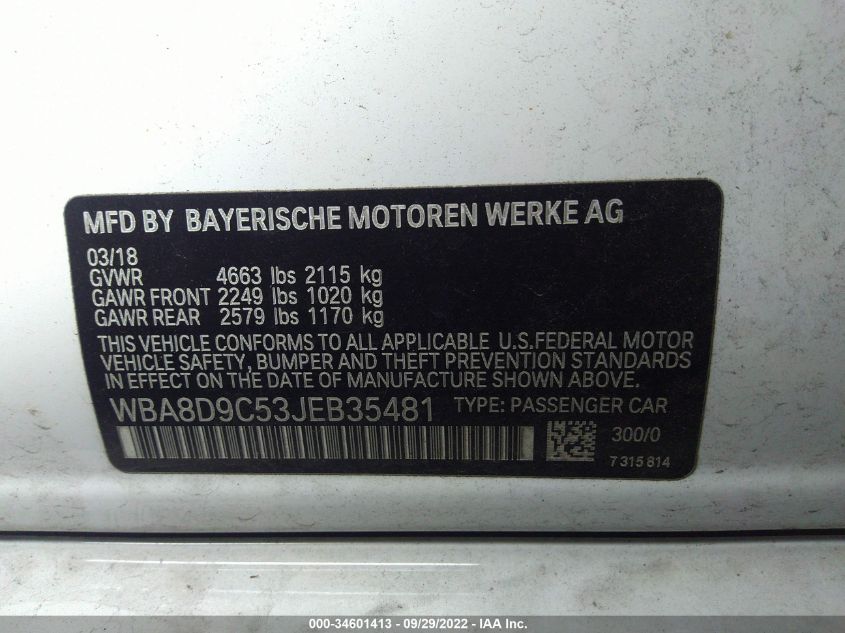 MFD BY BAYERISCHE MOTOREN WERKE AG
03/18
GVWR 4663 lbs 2115 kg
GAWR FRONT 2249 lbs 1020 kg
GAWR REAR 2579 lbs 1170 kg
THIS VEHICLE CONFORMS TO ALL APPLICABLE U.S.FEDERAL MOTOR
VEHICLE SAFETY, BUMPER AND THEFT PREVENTION STANDARDS
IN EFFECT ON THE DATE OF MANUFACTURE SHOWN ABOVE.
WBA8D9C53JEB35481 TYPE: PASSENGER CAR
300/0
7 315 814
000-34601413 - 09/29/2022 - IAA Inc.